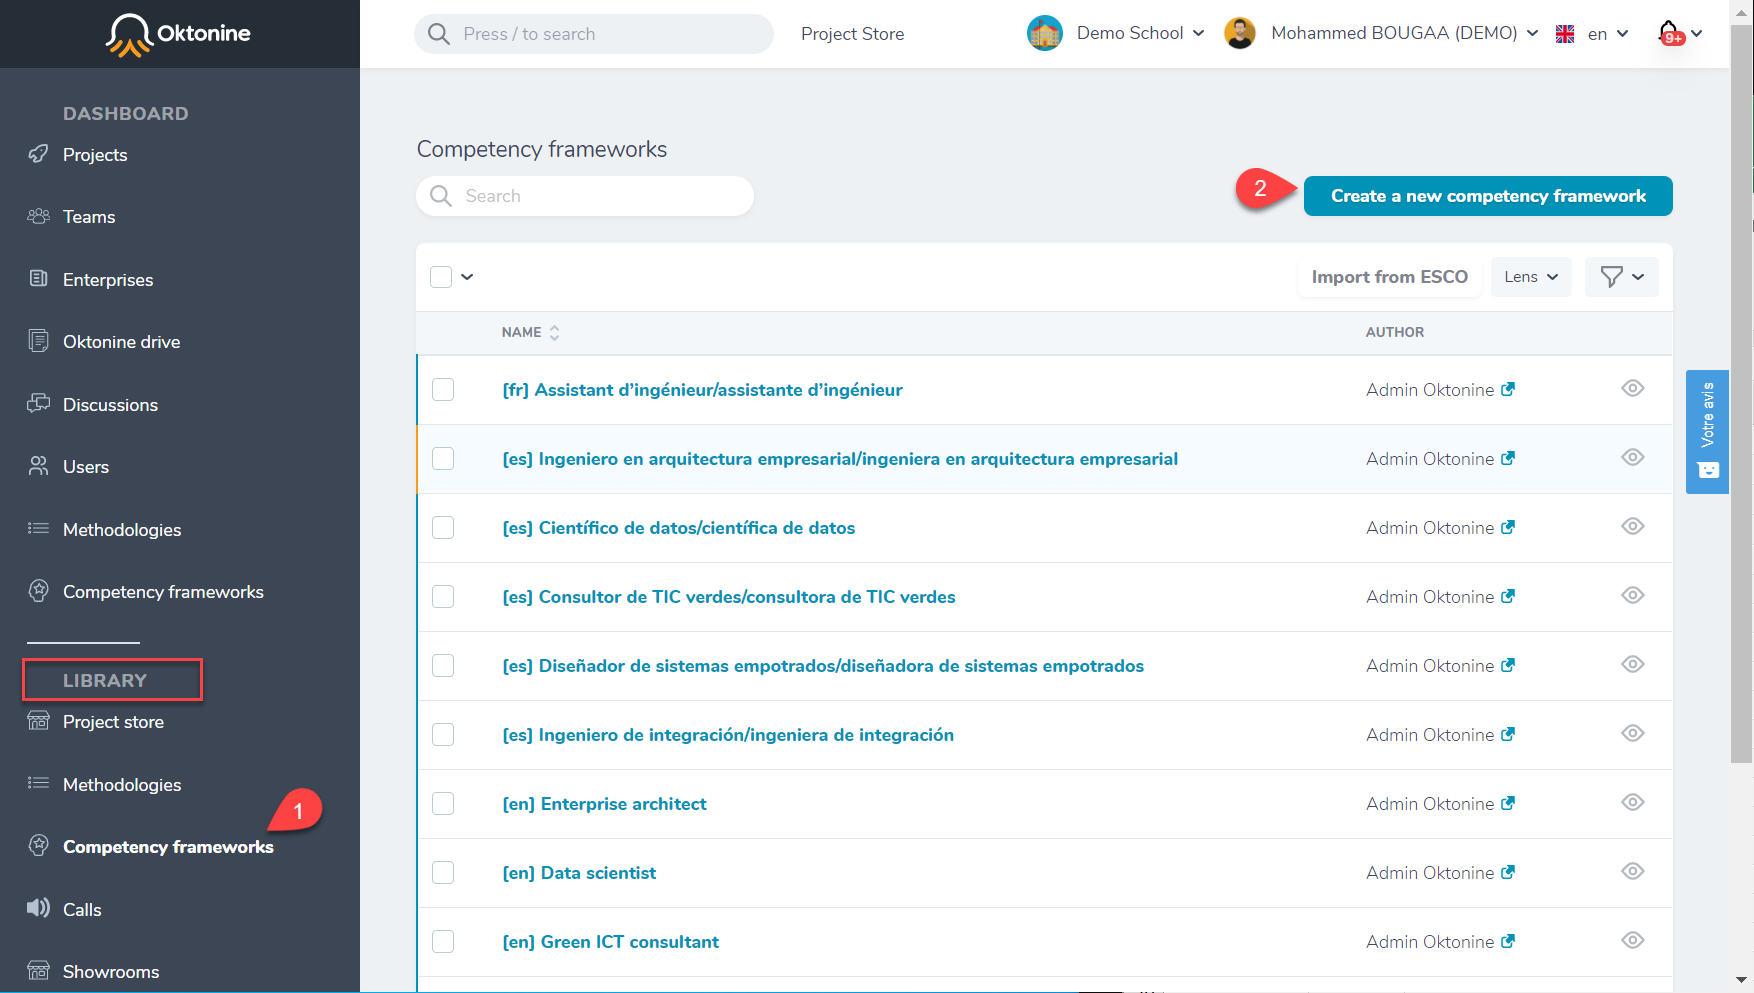 Oktonine
Press / to search
Project Store
Demo School
Mohammed BOUGAA (DEMO)
en
9+
DASHBOARD
Projects
Teams
Enterprises
Oktonine drive
Discussions
Users
Methodologies
Competency frameworks
LIBRARY
Project store
Methodologies
1
Competency frameworks
Calls
Showrooms
Competency frameworks
Search
2
Create a new competency framework
Import from ESCO
Lens
NAME AUTHOR
[fr] Assistant d’ingénieur/assistante d’ingénieur Admin Oktonine
[es] Ingeniero en arquitectura empresarial/ingeniera en arquitectura empresarial Admin Oktonine
[es] Científico de datos/científica de datos Admin Oktonine
[es] Consultor de TIC verdes/consultora de TIC verdes Admin Oktonine
[es] Diseñador de sistemas empotrados/diseñadora de sistemas empotrados Admin Oktonine
[es] Ingeniero de integración/ingeniera de integración Admin Oktonine
[en] Enterprise architect Admin Oktonine
[en] Data scientist Admin Oktonine
[en] Green ICT consultant Admin Oktonine
Votre avis